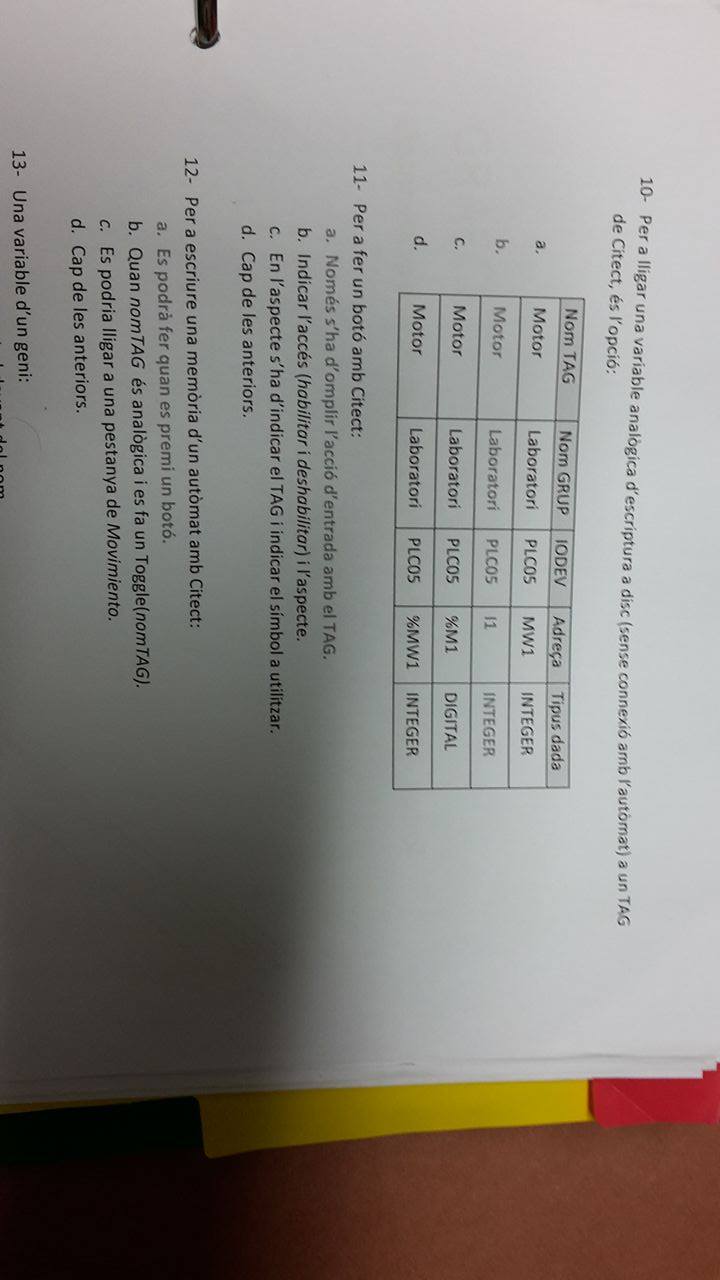 10- Per a lligar una variable analògica d'escriptura a disc (sense connexió amb l'autòmat) a un TAG
de Citect, és l'opció:
Nom TAG Nom GRUP IODEV Adreça Tipus dada
a. Motor Laboratori PLC05 MW1 INTEGER
b. Motor Laboratori PLC05 I1 INTEGER
c. Motor Laboratori PLC05 %M1 DIGITAL
d. Motor Laboratori PLC05 %MW1 INTEGER
11- Per a fer un botó amb Citect:
a. Només s'ha d'omplir l'acció d'entrada amb el TAG.
b. Indicar l'accés (habilitar i deshabilitar) i l'aspecte.
c. En l'aspecte s'ha d'indicar el TAG i indicar el símbol a utilitzar.
d. Cap de les anteriors.
12- Per a escriure una memòria d'un autòmat amb Citect:
a. Es podrà fer quan es premi un botó.
b. Quan nomTAG és analògica i es fa un Toggle(nomTAG).
c. Es podria lligar a una pestanya de Movimiento.
d. Cap de les anteriors.
13- Una variable d'un geni: